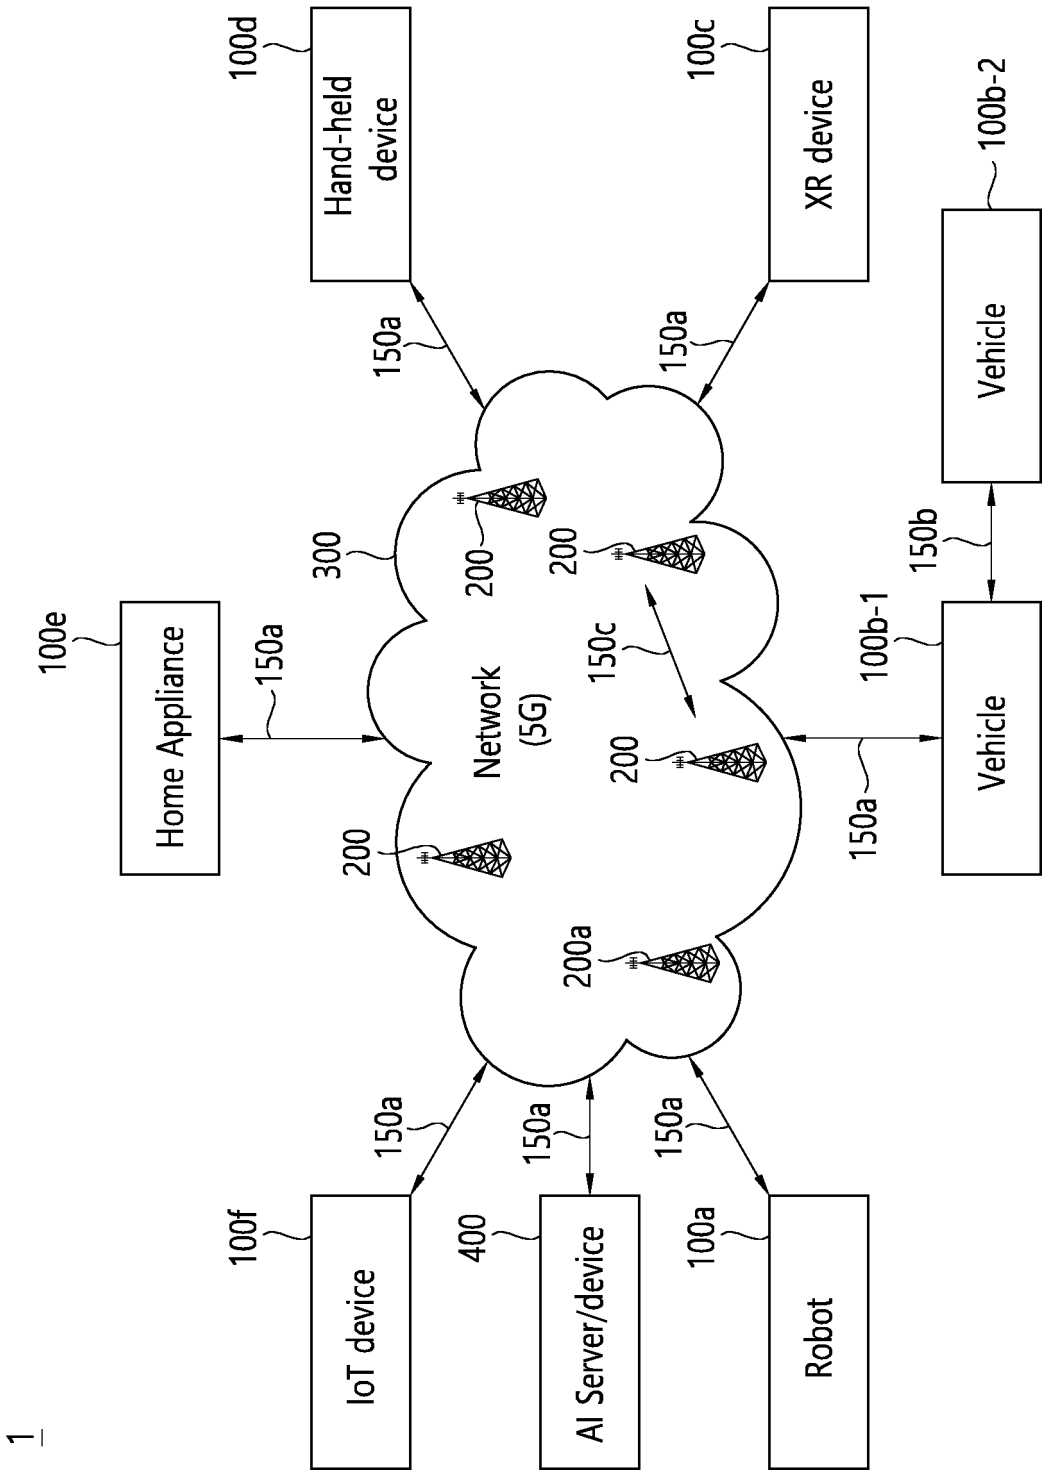 1
Home Appliance
100e
150a
IoT device
100f
150a
Hand-held
device
100d
150a
300
Network
(5G)
200
200
200
200
200a
150c
AI Server/device
400
150a
Robot
100a
150a
XR device
100c
150a
150a
Vehicle
100b-1
150b
Vehicle
100b-2